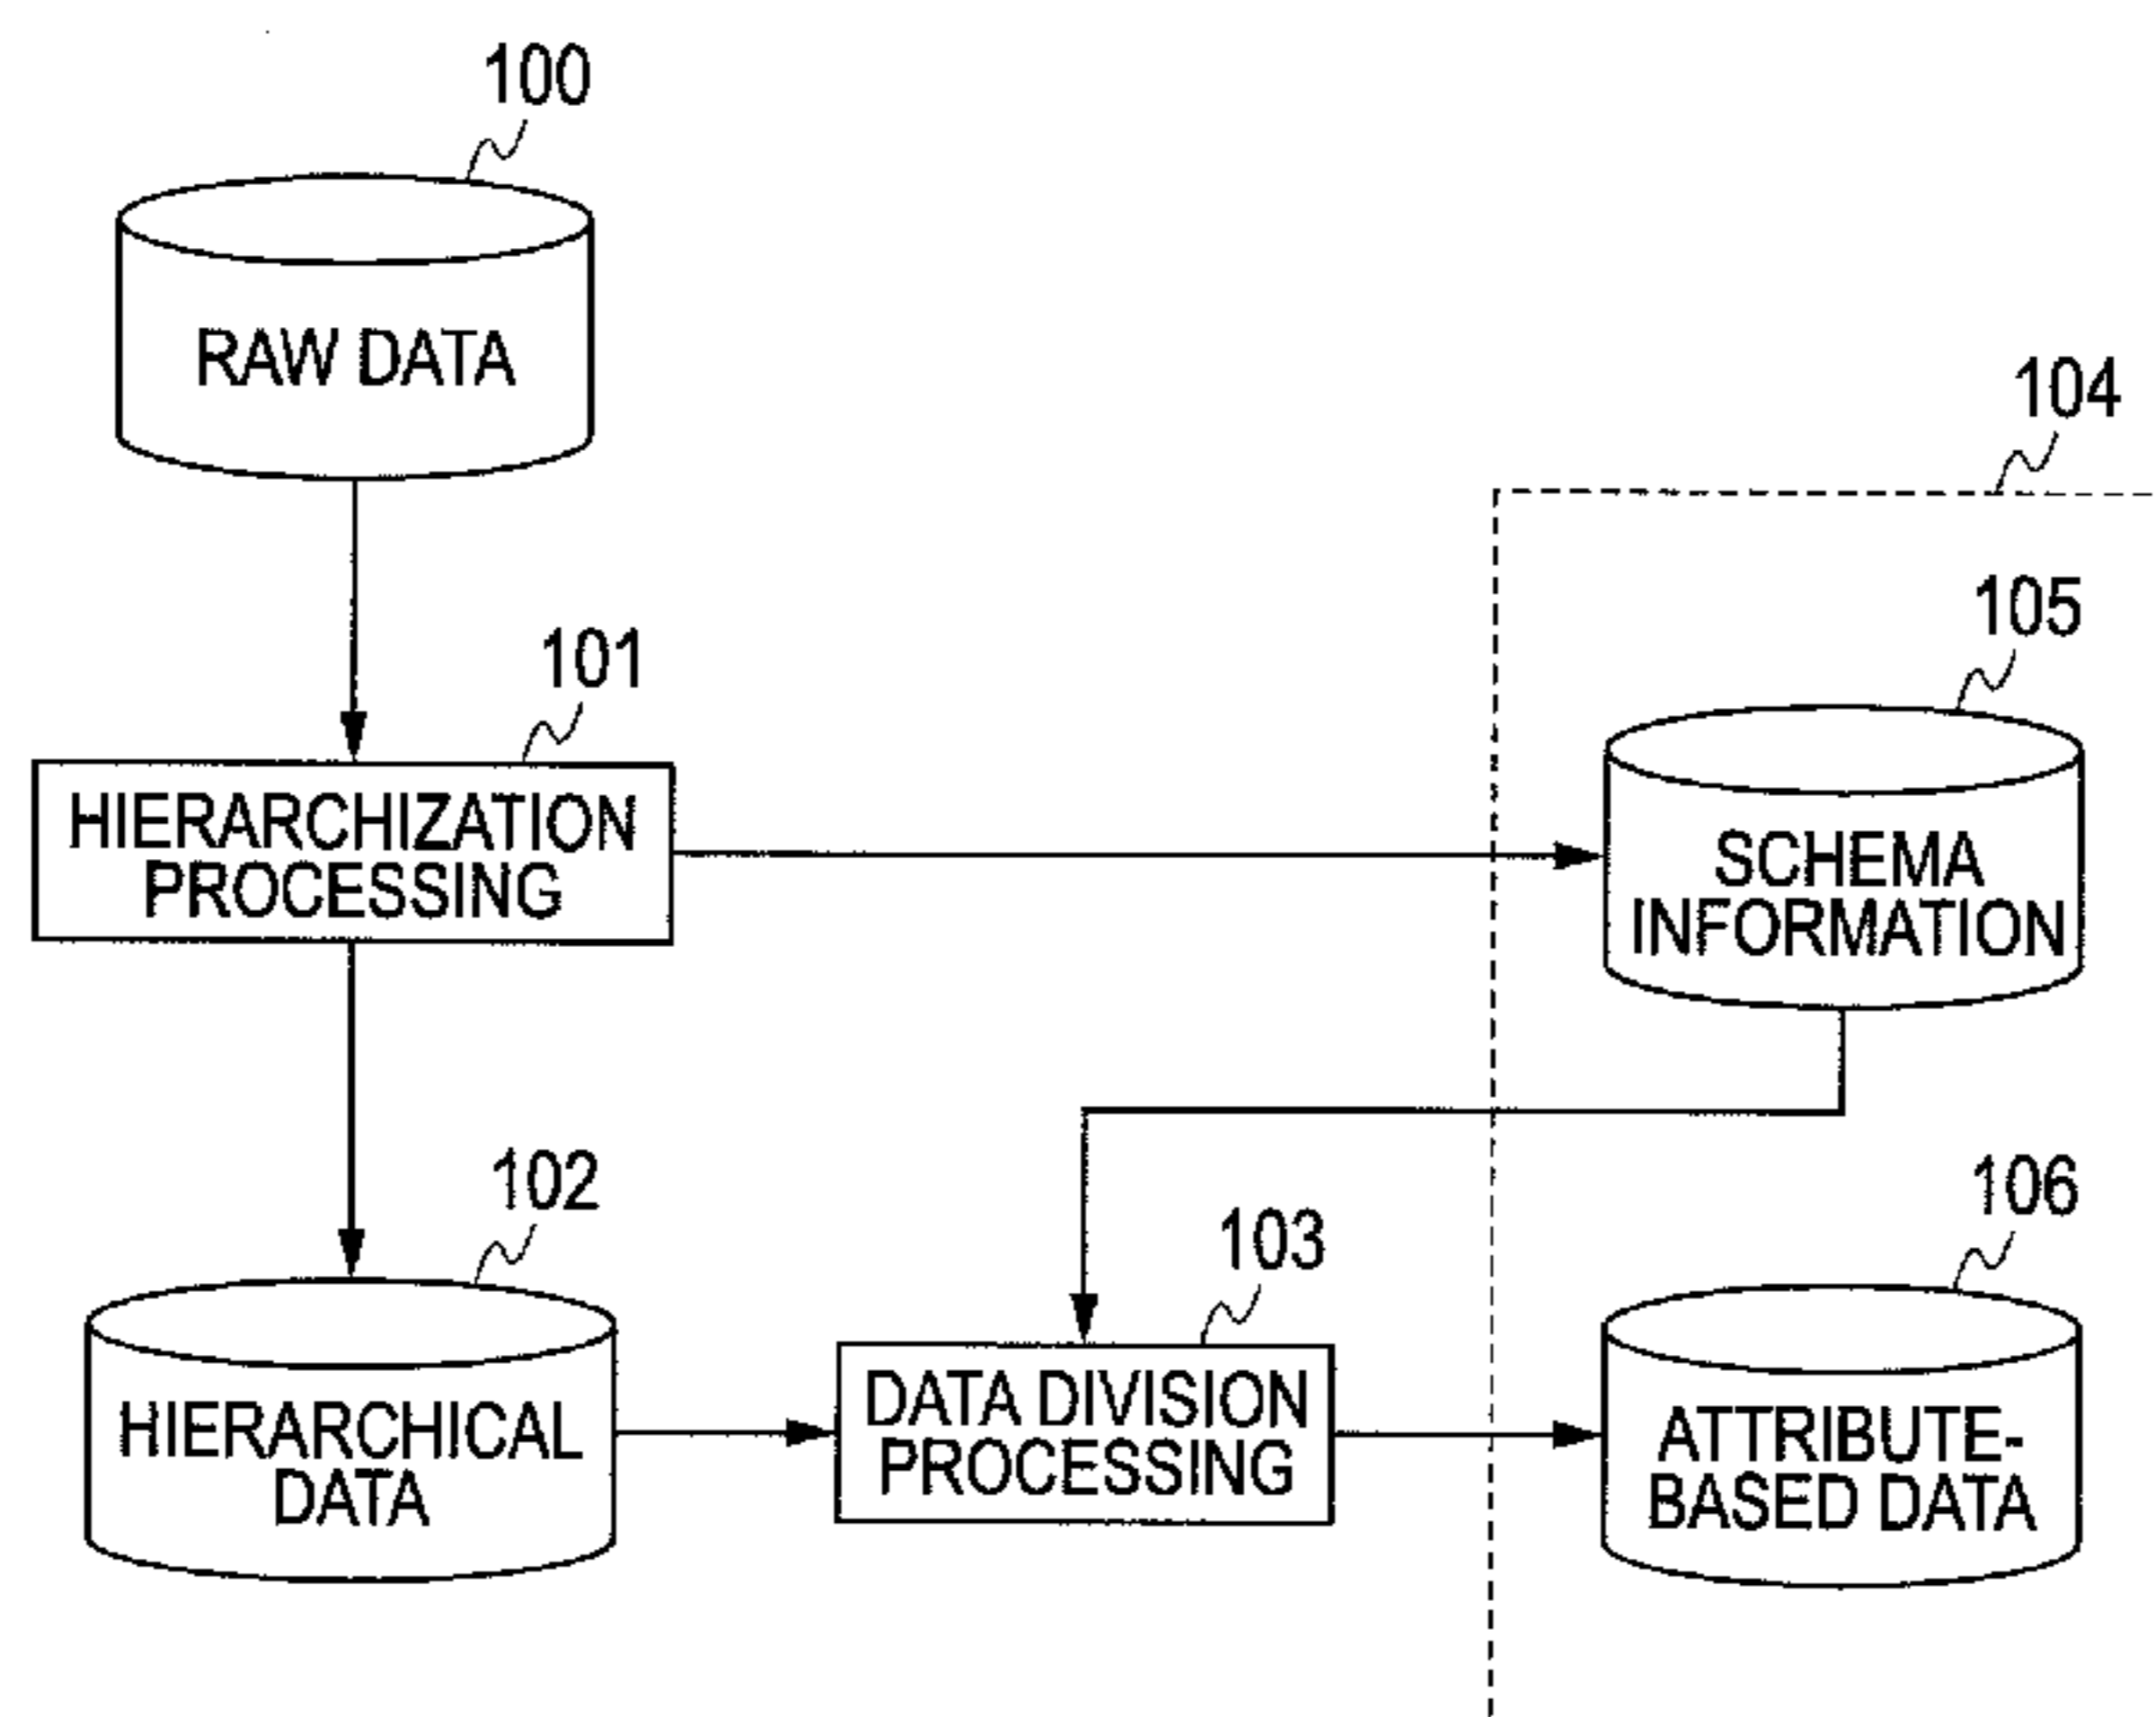 100
RAW DATA
104
105
101
HIERARCHIZATION
PROCESSING
SCHEMA
INFORMATION
102
103
106
HIERARCHICAL
DATA
DATA DIVISION
PROCESSING
ATTRIBUTE-
BASED DATA